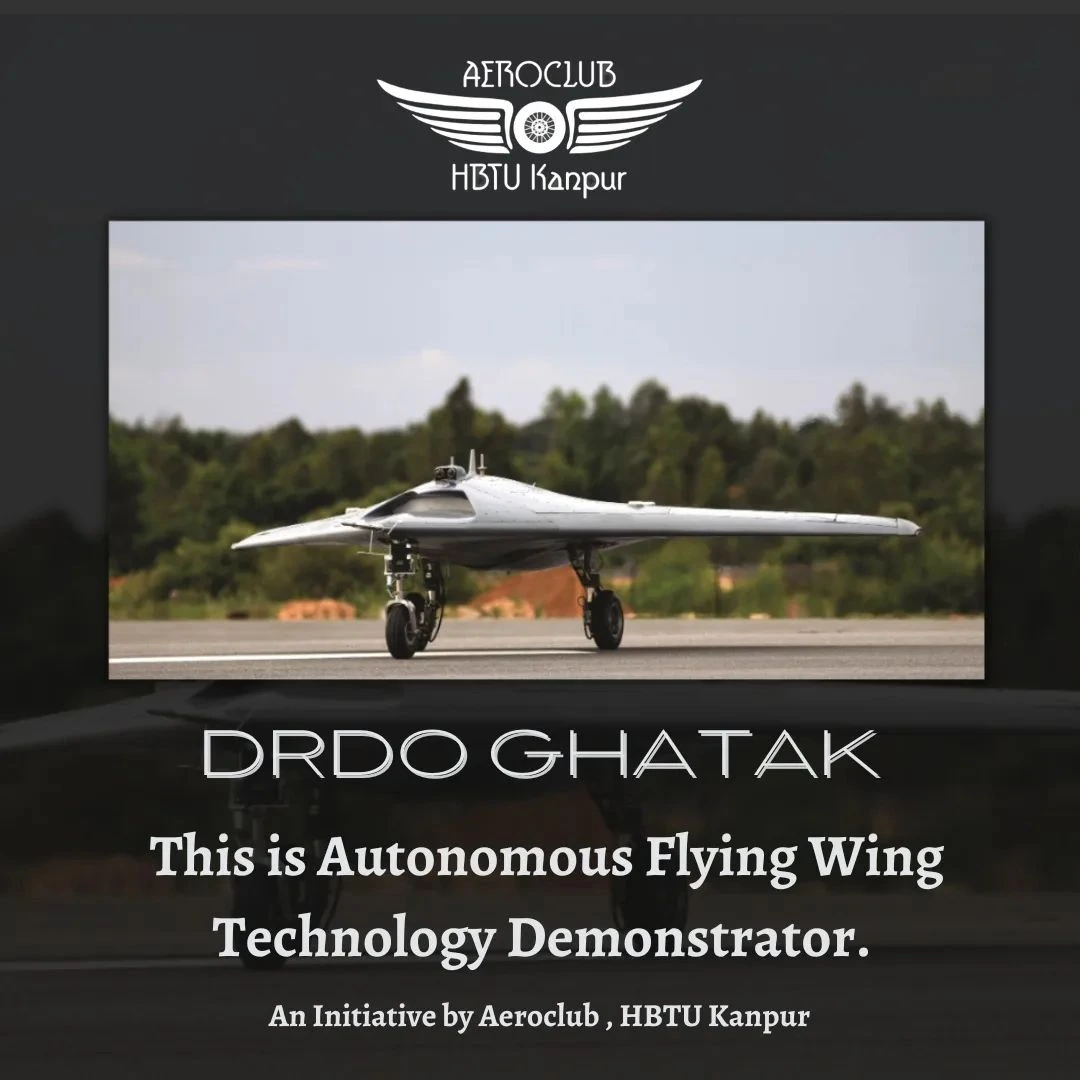 AEROCLUB
HBTU Kanpur
DRDO GHATAK
This is Autonomous Flying Wing
Technology Demonstrator.
An Initiative by Aeroclub , HBTU Kanpur